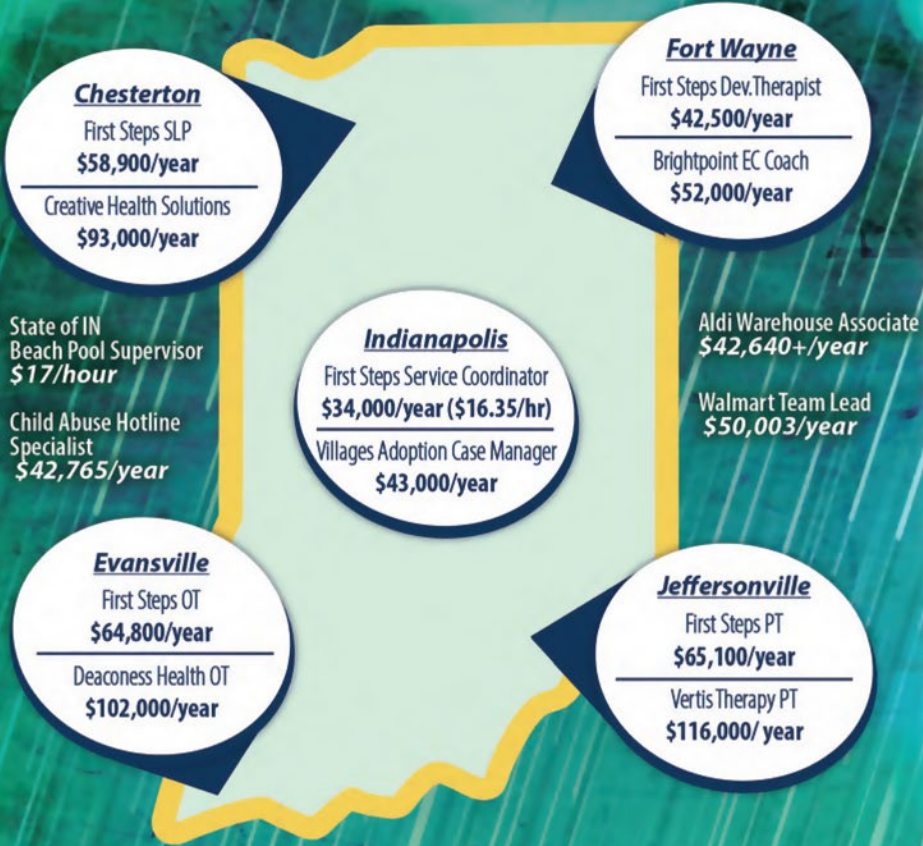 Chesterton
First Steps SLP
$58,900/year
Creative Health Solutions
$93,000/year
Fort Wayne
First Steps Dev.Therapist
$42,500/year
Brightpoint EC Coach
$52,000/year
State of IN
Beach Pool Supervisor
$17/hour
Child Abuse Hotline
Specialist
$42,765/year
Indianapolis
First Steps Service Coordinator
$34,000/year ($16.35/hr)
Villages Adoption Case Manager
$43,000/year
Aldi Warehouse Associate
$42,640+/year
Walmart Team Lead
$50,003/year
Evansville
First Steps OT
$64,800/year
Deaconess Health OT
$102,000/year
Jeffersonville
First Steps PT
$65,100/year
Vertis Therapy PT
$116,000/ year